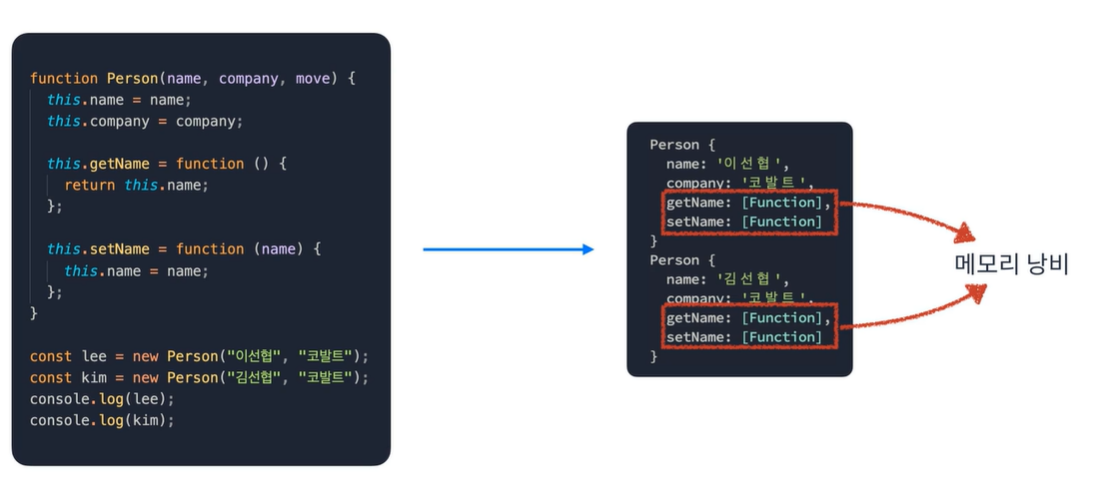 function Person(name, company, move) {
this.name = name;
this.company = company;
this.getName = function () {
return this.name;
};
this.setName = function (name) {
this.name = name;
};
}
const lee = new Person("이선협", "코발트");
const kim = new Person("김선협", "코발트");
console.log(lee);
console.log(kim);
Person {
name: '이선협',
company: '코발트',
getName: [Function],
setName: [Function]
}
Person {
name: '김선협',
company: '코발트',
getName: [Function],
setName: [Function]
}
메모리 낭비